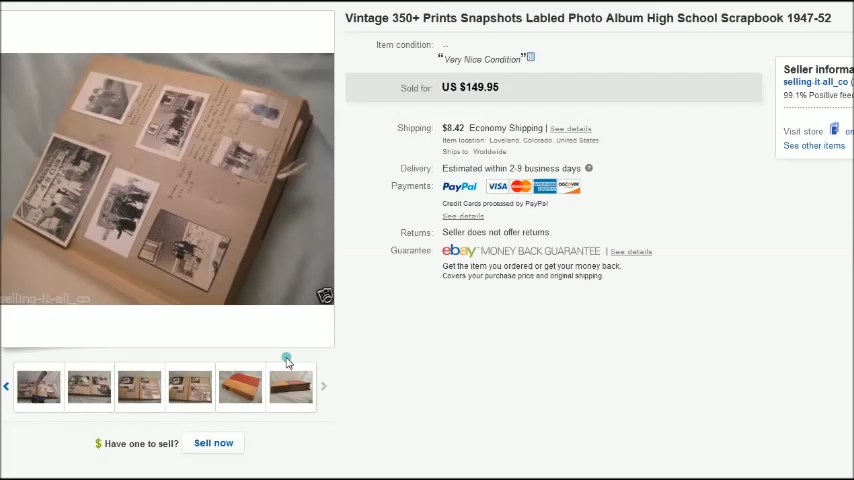 Vintage 350+ Prints Snapshots Labled Photo Album High School Scrapbook 1947-52
Item condition: --
“Very Nice Condition”
Sold for: US $149.95
Shipping: $8.42 Economy Shipping | See details
Item location: Loveland, Colorado, United States
Ships to: Worldwide
Delivery: Estimated within 2-9 business days
Payments: PayPal VISA MasterCard DISCOVER
Credit Cards processed by PayPal
See details
Returns: Seller does not offer returns.
Guarantee: ebay MONEY BACK GUARANTEE | See details
Get the item you ordered or get your money back.
Covers your purchase price and original shipping.
Seller informa
selling-it-all_co (
99.1% Positive fee
Visit store:
See other items
selling-it-all_co
$ Have one to sell? Sell now